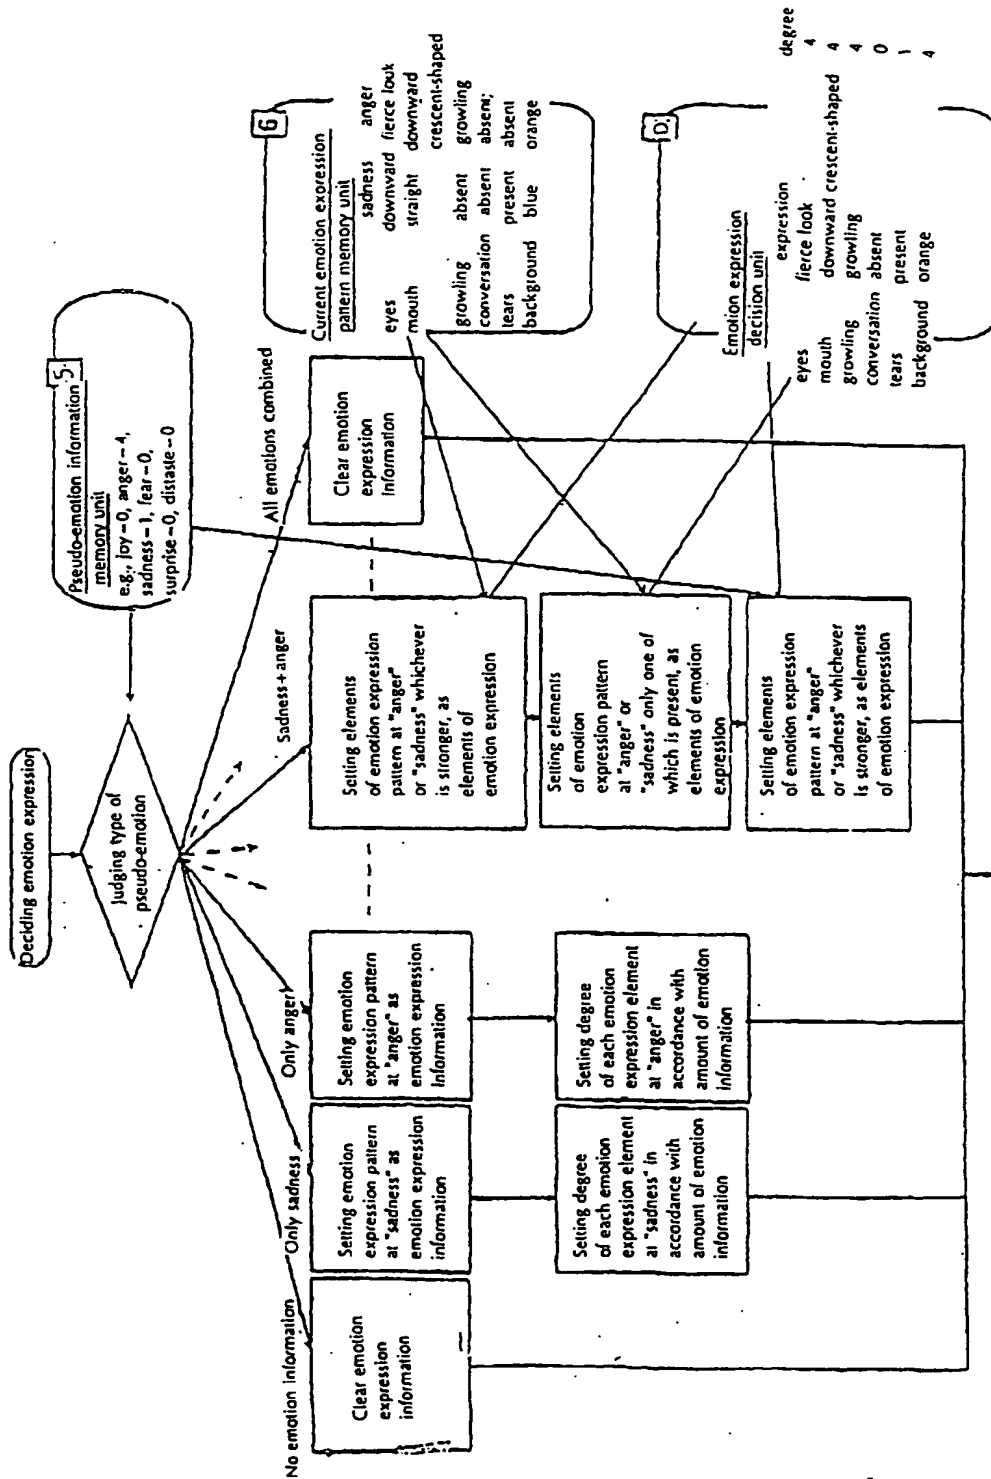 Deciding emotion expression
Judging type of
pseudo-emotion
5.
Pseudo-emotion information
memory unit
e.g., joy-0, anger-4,
sadness-1, fear-0,
surprise-0, distaste-0
No emotion information
Only sadness
Only anger
Sadness+anger
All emotions combined
Clear emotion
expression
information
Setting emotion
expression pattern
at "sadness" as
emotion expression
information
Setting degree
of each emotion
expression element
at "sadness" in
accordance with
amount of emotion
information
Setting emotion
expression pattern
at "anger" as
emotion expression
Information
Setting degree
of each emotion
expression element
at "anger" in
accordance with
amount of emotion
information
Setting elements
of emotion expression
pattern at "anger"
or "sadness" whichever
is stronger, as
elements of
emotion expression
Setting elements
of emotion
expression pattern
at "anger" or
"sadness" only one of
which is present, as
elements of emotion
expression
Setting elements
of emotion expression
pattern at "anger"
or "sadness" whichever
is stronger, as elements
of emotion expression
Clear emotion
expression
Information
6
Current emotion expression
pattern memory unit
sadness anger
eyes downward fierce look
mouth straight downward
crescent-shaped
growling absent growling
conversation absent absent;
tears present absent
background blue orange
D.
Emotion expression
decision unit
expression degree
eyes fierce look 4
mouth downward crescent-shaped 4
growling growling 4
conversation absent 0
tears present 1
background orange 4